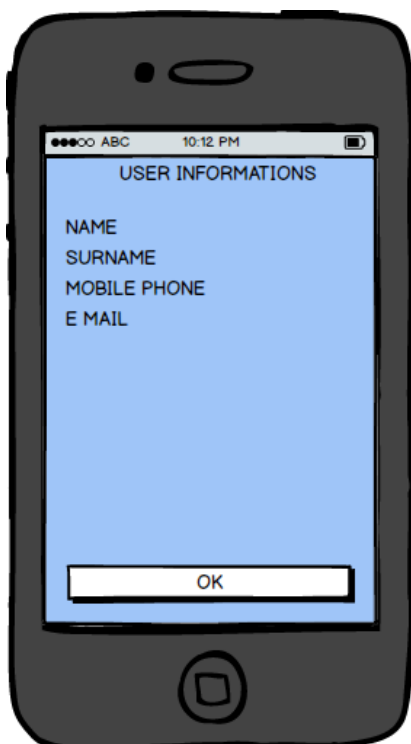 ABC 10:12 PM
USER INFORMATIONS
NAME
SURNAME
MOBILE PHONE
E MAIL
OK